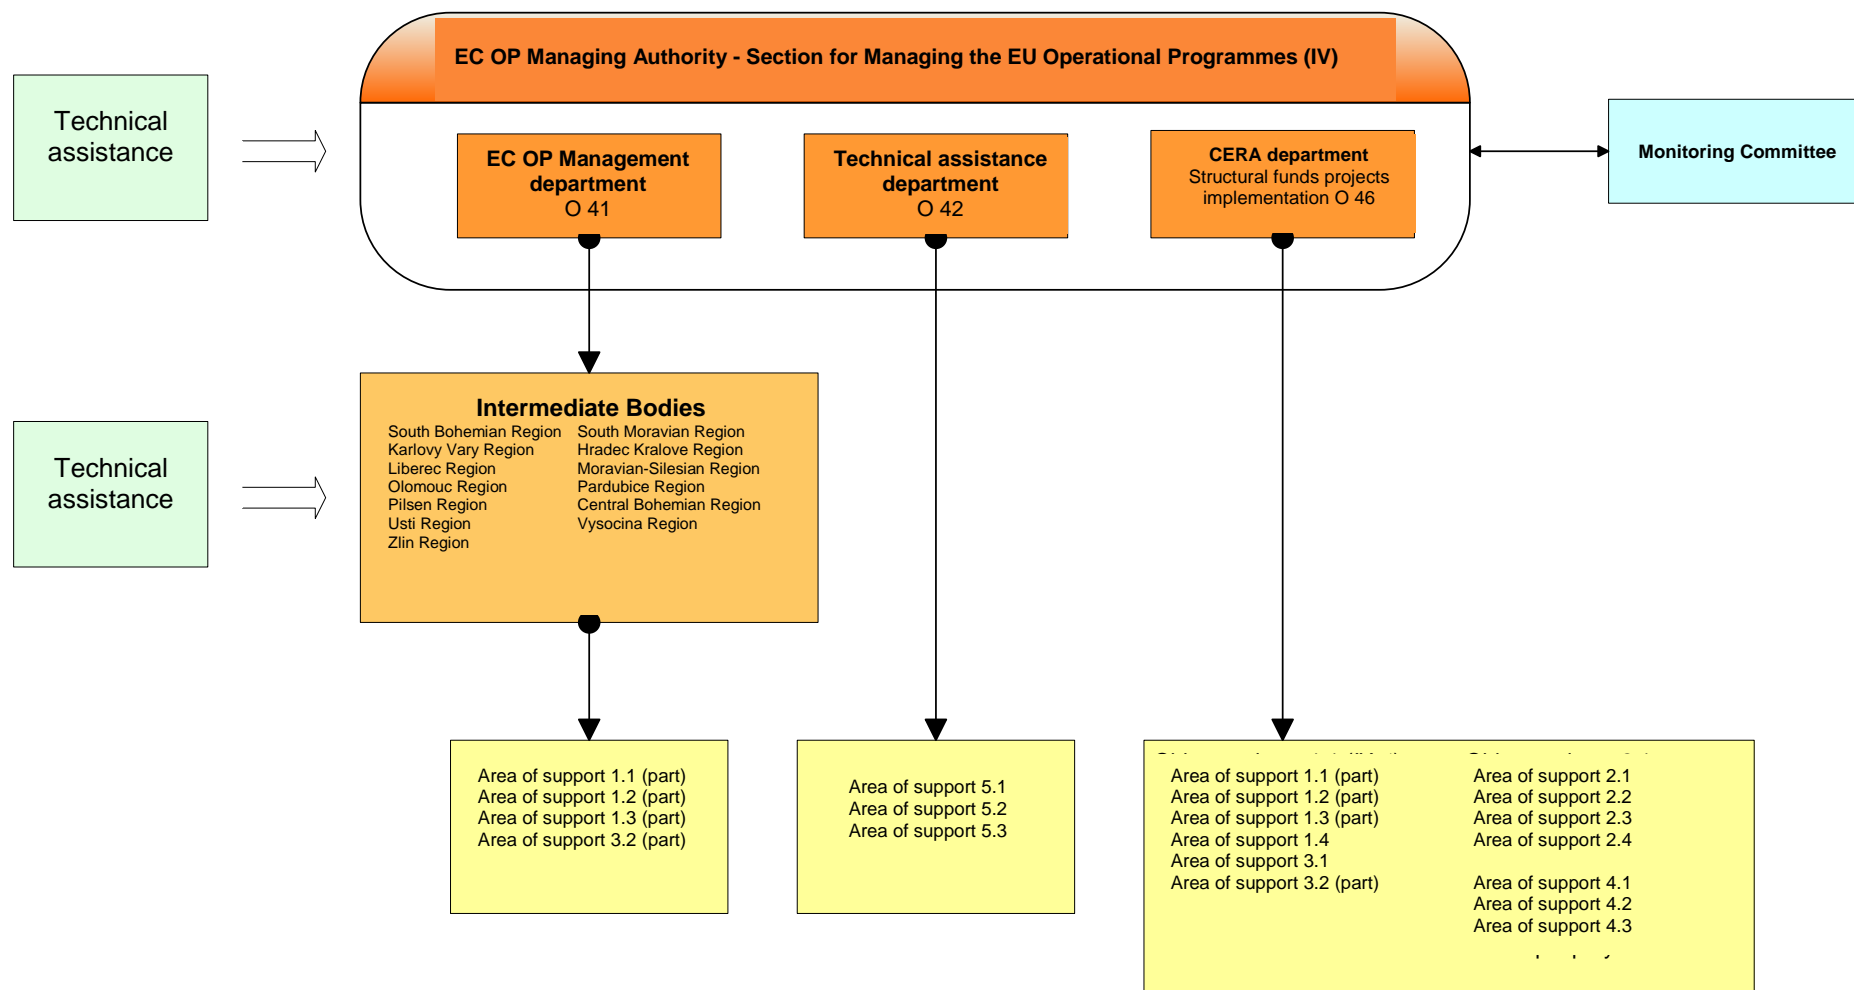 EC OP Managing Authority - Section for Managing the EU Operational Programmes (IV)
Technical
assistance
EC OP Management
department
O 41
Technical assistance
department
O 42
CERA department
Structural funds projects
implementation O 46
Monitoring Committee
Technical
assistance
Intermediate Bodies
South Bohemian Region
Karlovy Vary Region
Liberec Region
Olomouc Region
Pilsen Region
Usti Region
Zlin Region
South Moravian Region
Hradec Kralove Region
Moravian-Silesian Region
Pardubice Region
Central Bohemian Region
Vysocina Region
Area of support 1.1 (part)
Area of support 1.2 (part)
Area of support 1.3 (part)
Area of support 3.2 (part)
Area of support 5.1
Area of support 5.2
Area of support 5.3
Area of support 1.1 (part)
Area of support 1.2 (part)
Area of support 1.3 (part)
Area of support 1.4
Area of support 3.1
Area of support 3.2 (part)
Area of support 2.1
Area of support 2.2
Area of support 2.3
Area of support 2.4
Area of support 4.1
Area of support 4.2
Area of support 4.3